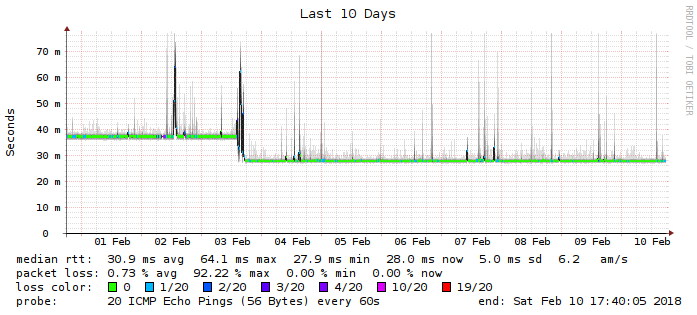 Last 10 Days
RRDTOOL / TOBI OETIKER
Seconds
70 m
60 m
50 m
40 m
30 m
20 m
10 m
0
01 Feb 02 Feb 03 Feb 04 Feb 05 Feb 06 Feb 07 Feb 08 Feb 09 Feb 10 Feb
median rtt: 30.9 ms avg 64.1 ms max 27.9 ms min 28.0 ms now 5.0 ms sd 6.2 am/s
packet loss: 0.73 % avg 92.22 % max 0.00 % min 0.00 % now
loss color: 0 1/20 2/20 3/20 4/20 10/20 19/20
probe: 20 ICMP Echo Pings (56 Bytes) every 60s end: Sat Feb 10 17:40:05 2018